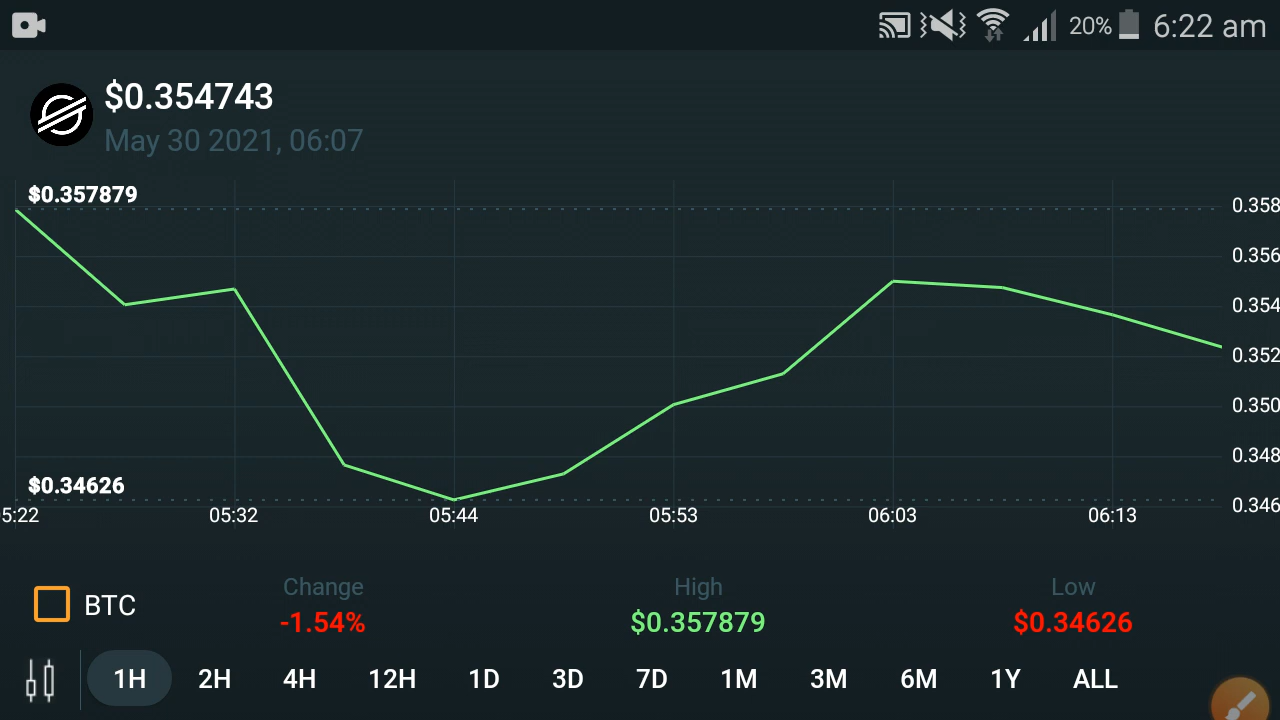 20% 6:22 am
$0.354743
May 30 2021, 06:07
$0.357879
0.358
0.356
0.354
0.352
0.350
0.348
$0.34626
0.346
5:22 05:32 05:44 05:53 06:03 06:13
Change High Low
BTC -1.54% $0.357879 $0.34626
1H 2H 4H 12H 1D 3D 7D 1M 3M 6M 1Y ALL